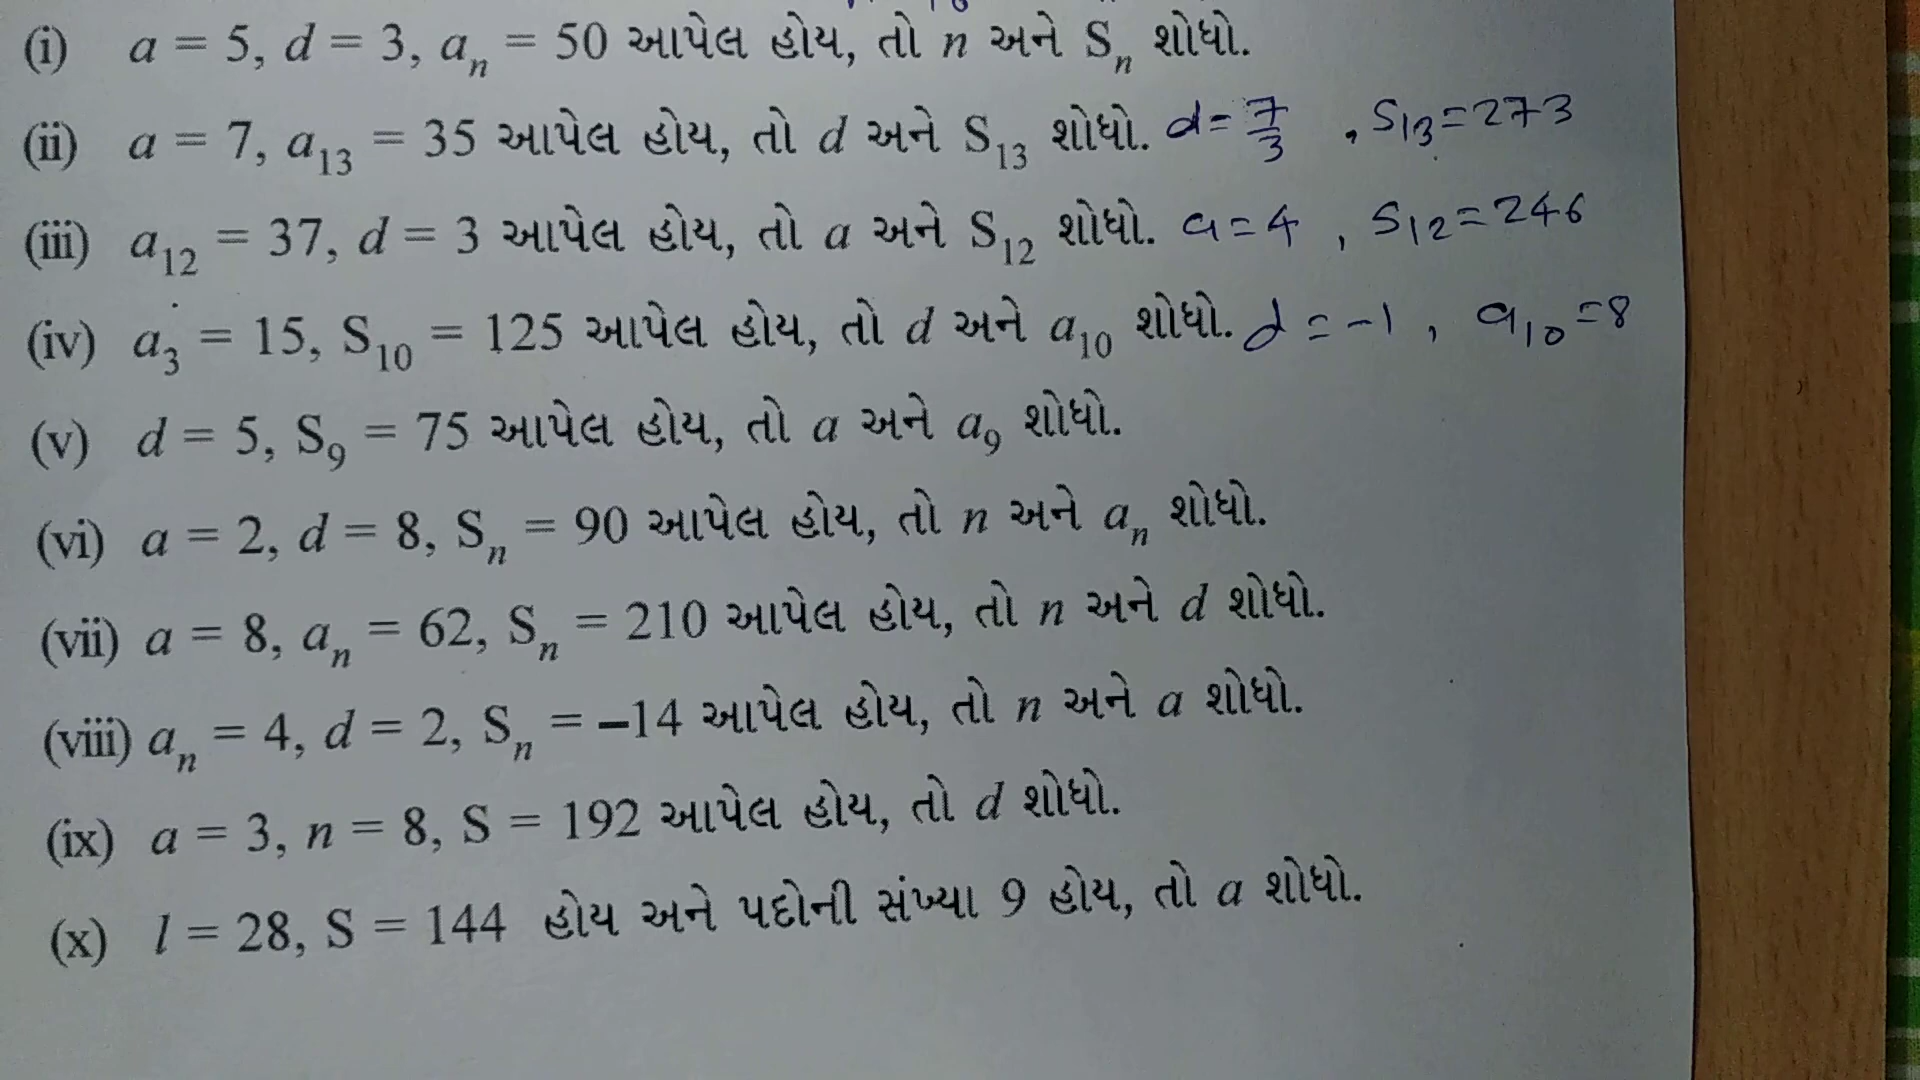 (i) a = 5, d = 3, aₙ = 50 આપેલ હોય, તો n અને Sₙ શોધો.
(ii) a = 7, a₁₃ = 35 આપેલ હોય, તો d અને S₁₃ શોધો. d = 7/3 , S₁₃ = 273
(iii) a₁₂ = 37, d = 3 આપેલ હોય, તો a અને S₁₂ શોધો. a = 4 , S₁₂ = 246
(iv) a₃ = 15, S₁₀ = 125 આપેલ હોય, તો d અને a₁₀ શોધો. d = -1 , a₁₀ = 8
(v) d = 5, S₉ = 75 આપેલ હોય, તો a અને a₉ શોધો.
(vi) a = 2, d = 8, Sₙ = 90 આપેલ હોય, તો n અને aₙ શોધો.
(vii) a = 8, aₙ = 62, Sₙ = 210 આપેલ હોય, તો n અને d શોધો.
(viii) aₙ = 4, d = 2, Sₙ = –14 આપેલ હોય, તો n અને a શોધો.
(ix) a = 3, n = 8, S = 192 આપેલ હોય, તો d શોધો.
(x) l = 28, S = 144 હોય અને પદોની સંખ્યા 9 હોય, તો a શોધો.